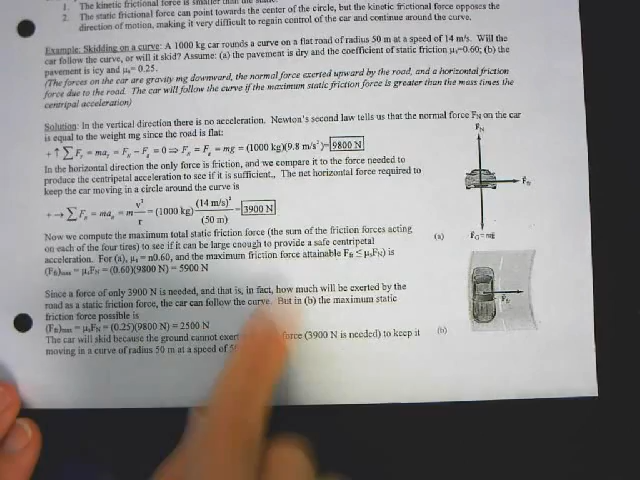 1. The kinetic frictional force is smaller than the static
2. The static frictional force can point towards the center of the circle, but the kinetic frictional force opposes the
direction of motion, making it very difficult to regain control of the car and continue around the curve.
Example: Skidding on a curve: A 1000 kg car rounds a curve on a flat road of radius 50 m at a speed of 14 m/s. Will the
car follow the curve, or will it skid? Assume: (a) the pavement is dry and the coefficient of static friction μₛ=0.60; (b) the
pavement is icy and μₛ = 0.25.
(The forces on the car are gravity mg downward, the normal force exerted upward by the road, and a horizontal friction
force due to the road. The car will follow the curve if the maximum static friction force is greater than the mass times the
centripal acceleration)
Solution: In the vertical direction there is no acceleration. Newton's second law tells us that the normal force Fₙ on the car
is equal to the weight mg since the road is flat:
+↑∑Fᵧ = maᵧ = Fₙ − F_g = 0 ⇒ Fₙ = F_g = mg = (1000 kg)(9.8 m/s²)=9800 N
In the horizontal direction the only force is friction, and we compare it to the force needed to
produce the centripetal acceleration to see if it is sufficient.. The net horizontal force required to
keep the car moving in a circle around the curve is
+→∑F_R = ma_R = m v²/r = (1000 kg) (14 m/s)²/(50 m) = 3900 N
Now we compute the maximum total static friction force (the sum of the friction forces acting
on each of the four tires) to see if it can be large enough to provide a safe centripetal
acceleration. For (a), μₛ = n0.60, and the maximum friction force attainable F_fr ≤ μₛFₙ) is
(F_fr)max = μₛFₙ = (0.60)(9800 N) = 5900 N
Since a force of only 3900 N is needed, and that is, in fact, how much will be exerted by the
road as a static friction force, the car can follow the curve. But in (b) the maximum static
friction force possible is
(F_fr)max = μₛFₙ = (0.25)(9800 N) = 2500 N
The car will skid because the ground cannot exert force (3900 N is needed) to keep it
moving in a curve of radius 50 m at a speed of
Fₙ
F_fr
F_G = mg
(a)
F_fr
(b)